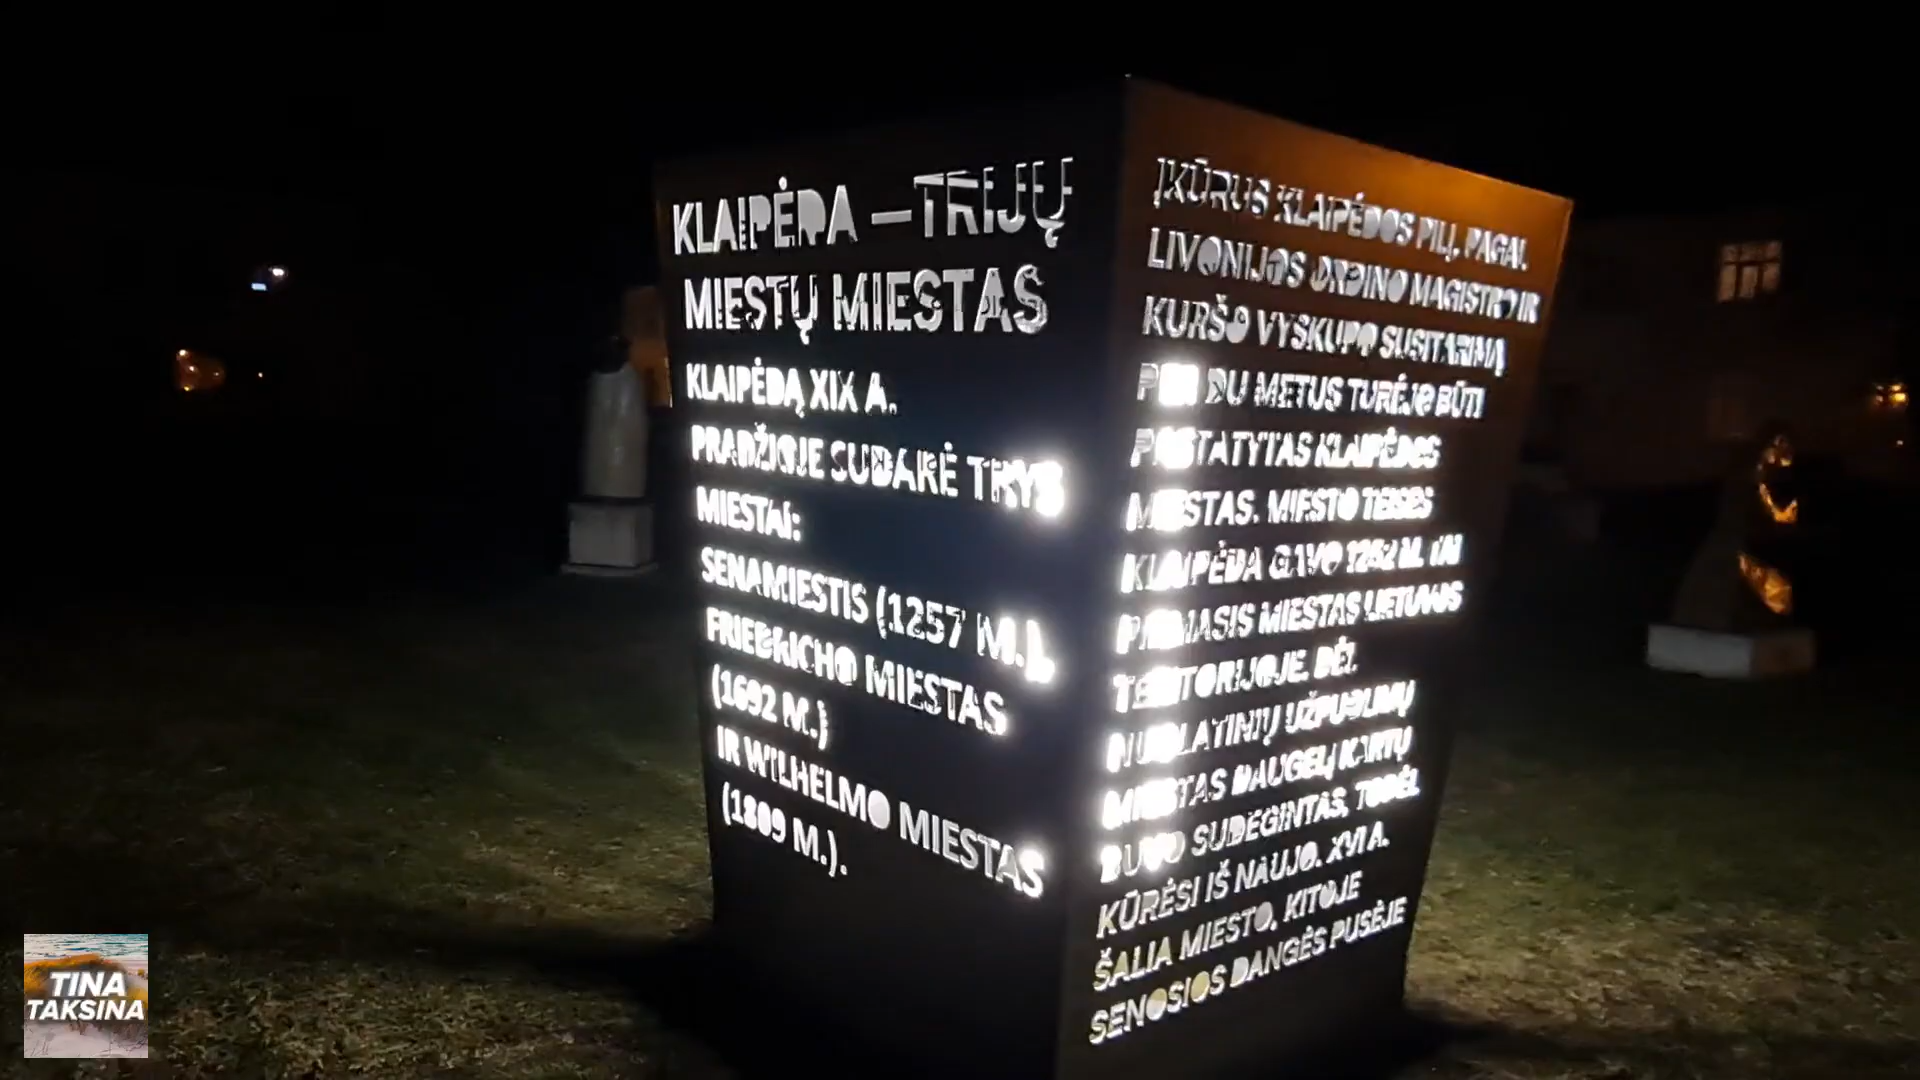 KLAIPĖDA – TRIJŲ
MIESTŲ MIESTAS
KLAIPĖDĄ XIX A.
PRADŽIOJE SUDARĖ TRYS
MIESTAI:
SENAMIESTIS (1257 M.),
FRIEDRICHO MIESTAS
(1692 M.)
IR WILHELMO MIESTAS
(1809 M.).
ĮKŪRUS KLAIPĖDOS PILĮ, PAGAL
LIVONIJOS ORDINO MAGISTRO IR
KURŠO VYSKUPO SUSITARIMĄ
PER DU METUS TURĖJO BŪTI
PASTATYTAS KLAIPĖDOS
MIESTAS. MIESTO TEISES
KLAIPĖDA GAVO M. TAI
PIRMASIS MIESTAS LIETUVOS
TERITORIJOJE. DĖL
NUOLATINIŲ UŽPUOLIMŲ
MIESTAS DAUGELĮ KARTŲ
BUVO SUDEGINTAS, TODĖL
KŪRĖSI IŠ NAUJO. XVI A.
ŠALIA MIESTO, KITOJE
SENOSIOS DANGĖS PUSĖJE
TINA
TAKSINA